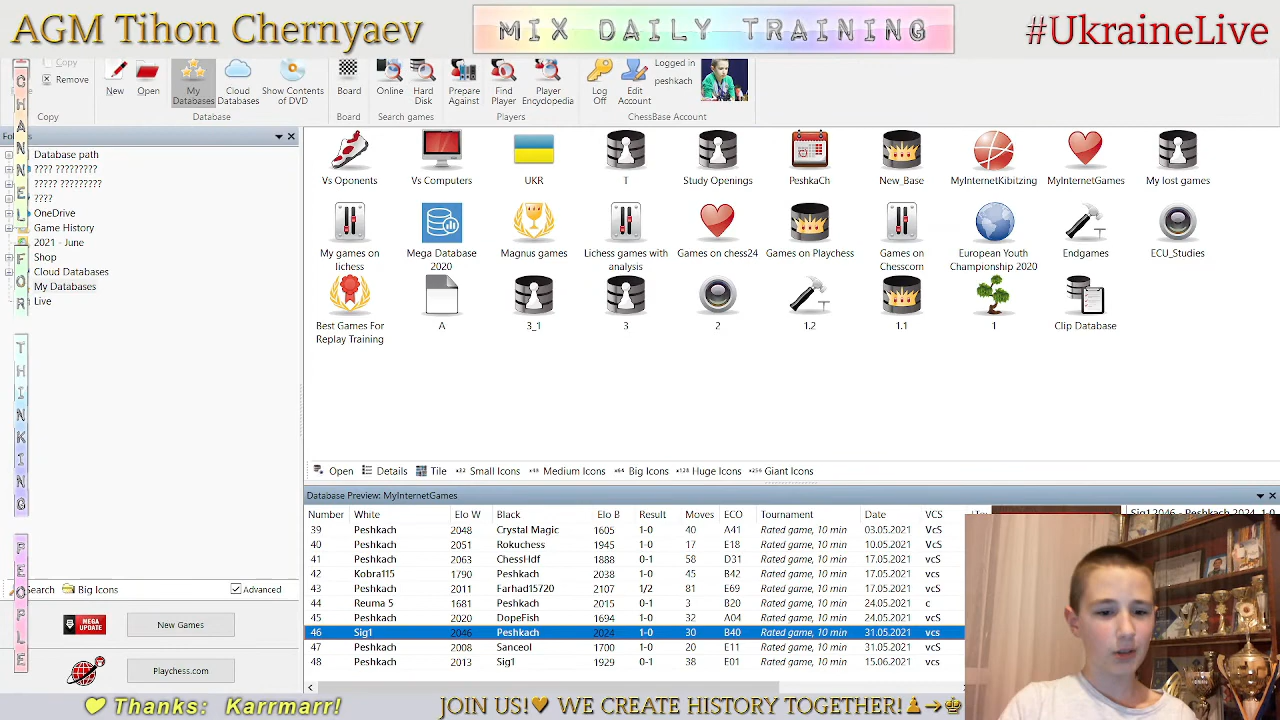 AGM Tihon Chernyaev
MIX DAILY TRAINING
#UkraineLive
CHANNEL FOR THINKING PEOPLE
Copy
Remove
Copy
New
Open
My Databases
Cloud Databases
Show Contents of DVD
Database
Board
Board
Online
Hard Disk
Search games
Prepare Against
Find Player
Player Encyclopedia
Players
Log Off
Edit Account
Logged in
peshkach
ChessBase Account
Database path
???? ?????????
????? ?????????
????
OneDrive
Game History
2021 - June
Shop
Cloud Databases
My Databases
Live
Vs Oponents
Vs Computers
UKR
T
Study Openings
PeshkaCh
New_Base
MyInternetKibitzing
MyInternetGames
My lost games
My games on lichess
Mega Database 2020
Magnus games
Lichess games with analysis
Games on chess24
Games on Playchess
Games on Chesscom
European Youth Championship 2020
Endgames
ECU_Studies
Best Games For Replay Training
A
3_1
3
2
1.2
1.1
1
Clip Database
Open Details Tile Small Icons Medium Icons Big Icons Huge Icons Giant Icons
Database Preview: MyInternetGames
Number White Elo W Black Elo B Result Moves ECO Tournament Date VCS
39 Peshkach 2048 Crystal Magic 1605 1-0 40 A41 Rated game, 10 min 03.05.2021 VcS
40 Peshkach 2051 Rokuchess 1945 1-0 17 E18 Rated game, 10 min 10.05.2021 VcS
41 Peshkach 2063 ChessHdf 1888 0-1 58 D31 Rated game, 10 min 17.05.2021 VcS
42 Kobra115 1790 Peshkach 2038 1-0 45 B42 Rated game, 10 min 17.05.2021 vcs
43 Peshkach 2011 Farhad15720 2107 1/2 81 E69 Rated game, 10 min 17.05.2021 vcs
44 Reuma 5 1681 Peshkach 2015 0-1 3 B20 Rated game, 10 min 24.05.2021 c
45 Peshkach 2020 DopeFish 1694 1-0 32 A04 Rated game, 10 min 24.05.2021 VcS
46 Sig1 2046 Peshkach 2024 1-0 30 B40 Rated game, 10 min 31.05.2021 vcs
47 Peshkach 2008 Sanceol 1700 1-0 20 E11 Rated game, 10 min 31.05.2021 vcs
48 Peshkach 2013 Sig1 1929 0-1 38 E01 Rated game, 10 min 15.06.2021 vcs
Search Big Icons Advanced
MEGA UPDATE
New Games
Playchess.com
Thanks: Karrmarr!
JOIN US! WE CREATE HISTORY TOGETHER!